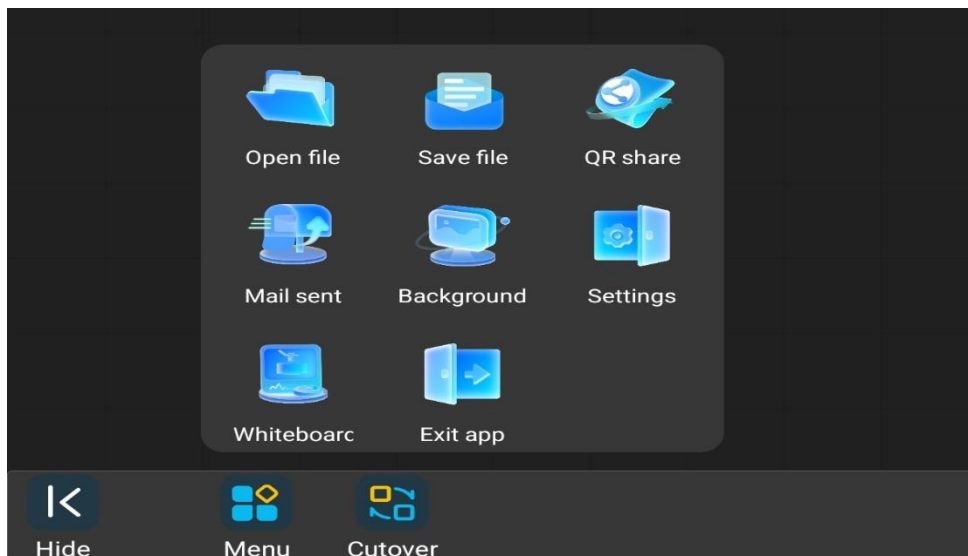 Open file
Save file
QR share
Mail sent
Background
Settings
Whiteboarc
Exit app
Hide
Menu
Cutover